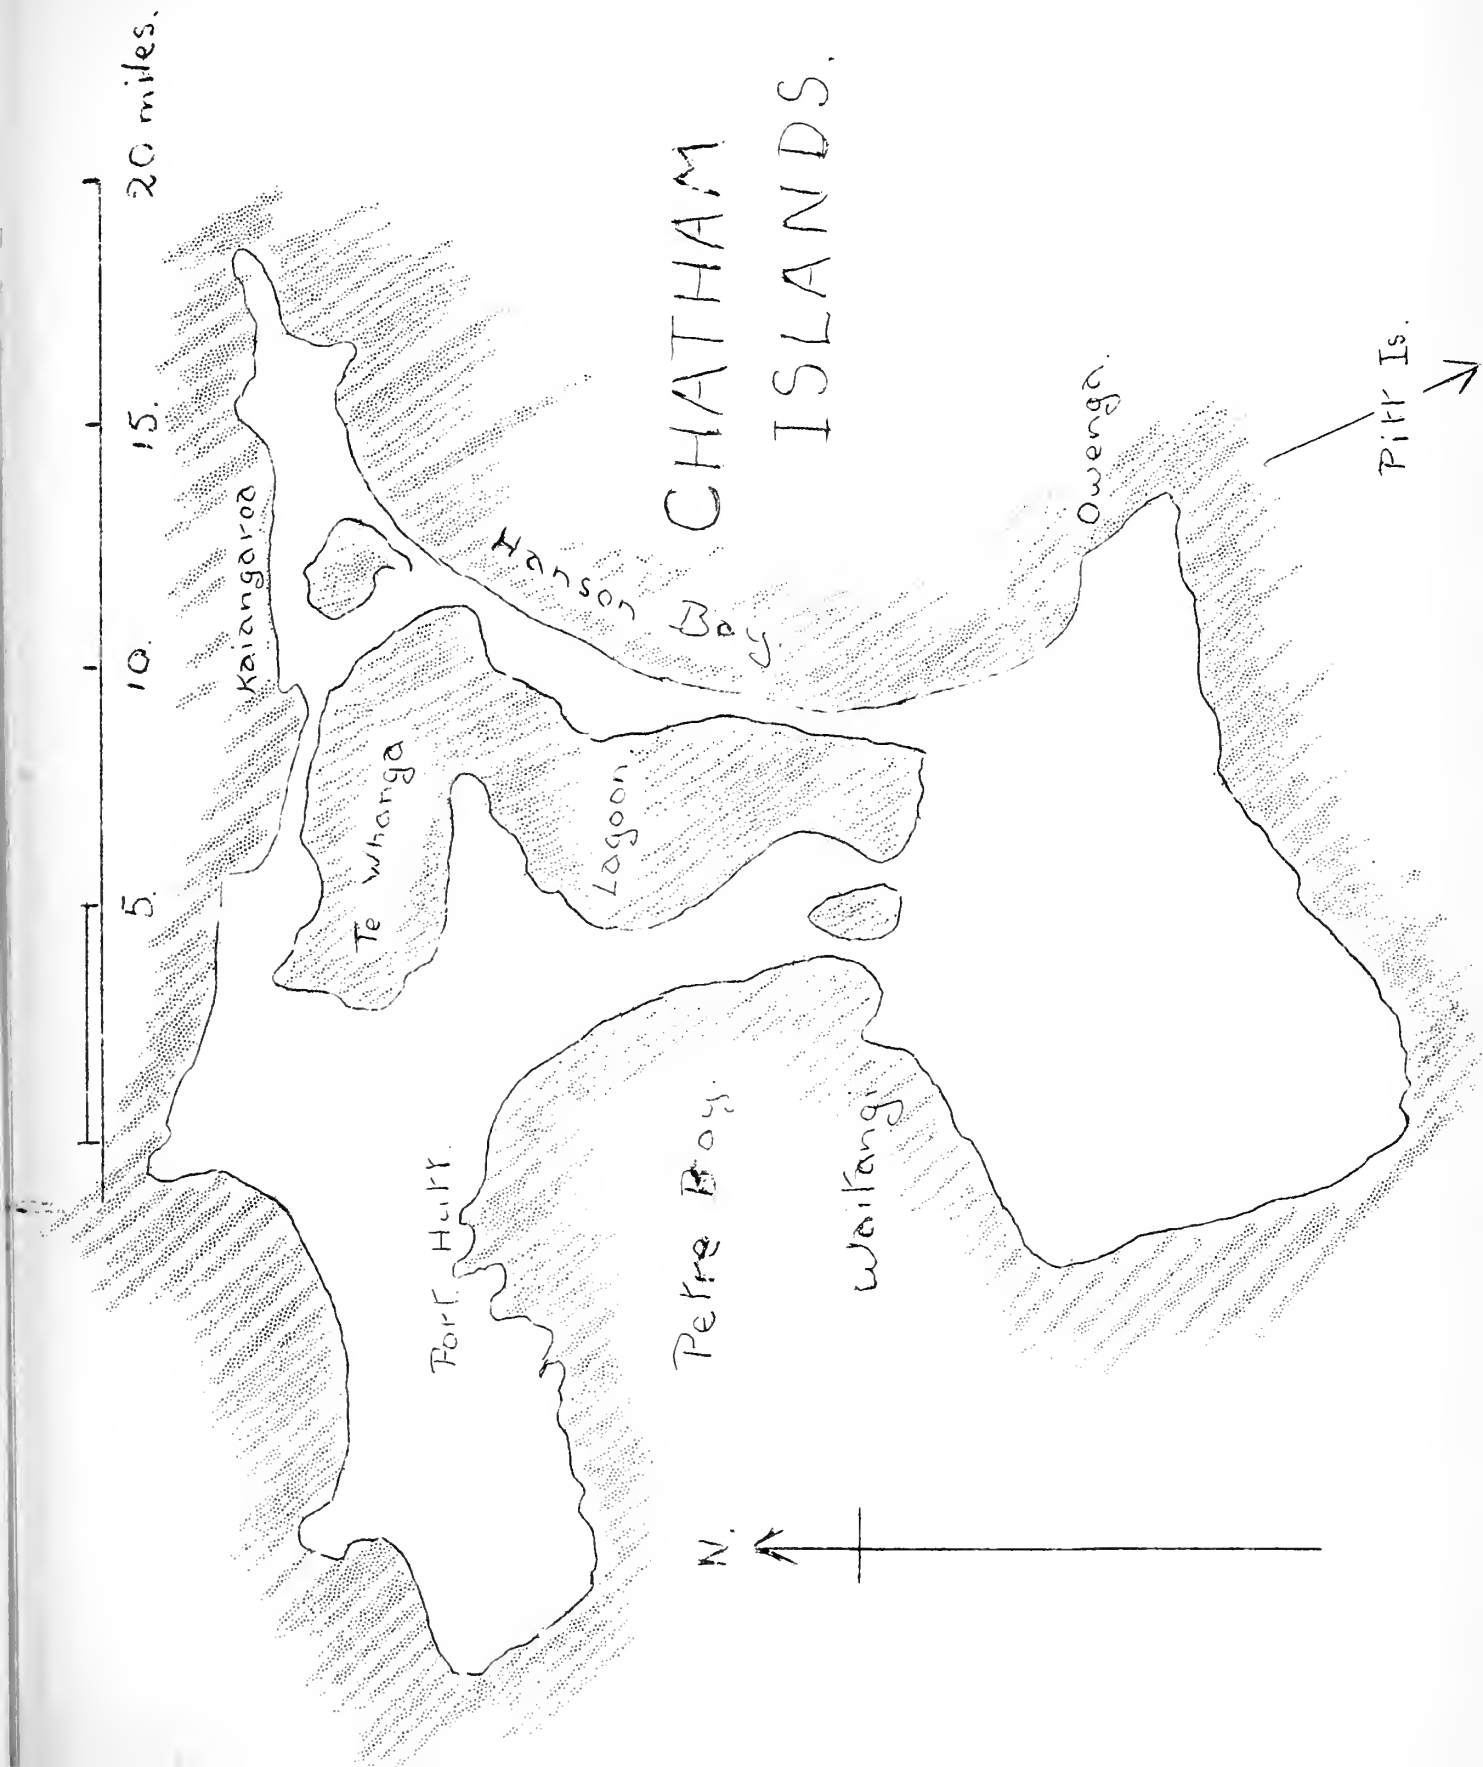 5. 10. 15. 20 miles.
Kaiangaroa
Te Whanga
Lagoon.
Port Hutt.
Hanson
Bay.
CHATHAM
ISLANDS.
Petre Bay.
N.
Waitangi
Owenga.
Pitt Is.